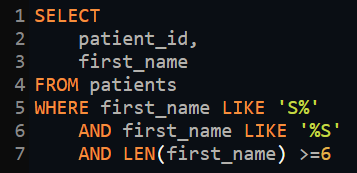 1 SELECT
2 patient_id,
3 first_name
4 FROM patients
5 WHERE first_name LIKE 'S%'
6 AND first_name LIKE '%S'
7 AND LEN(first_name) >=6